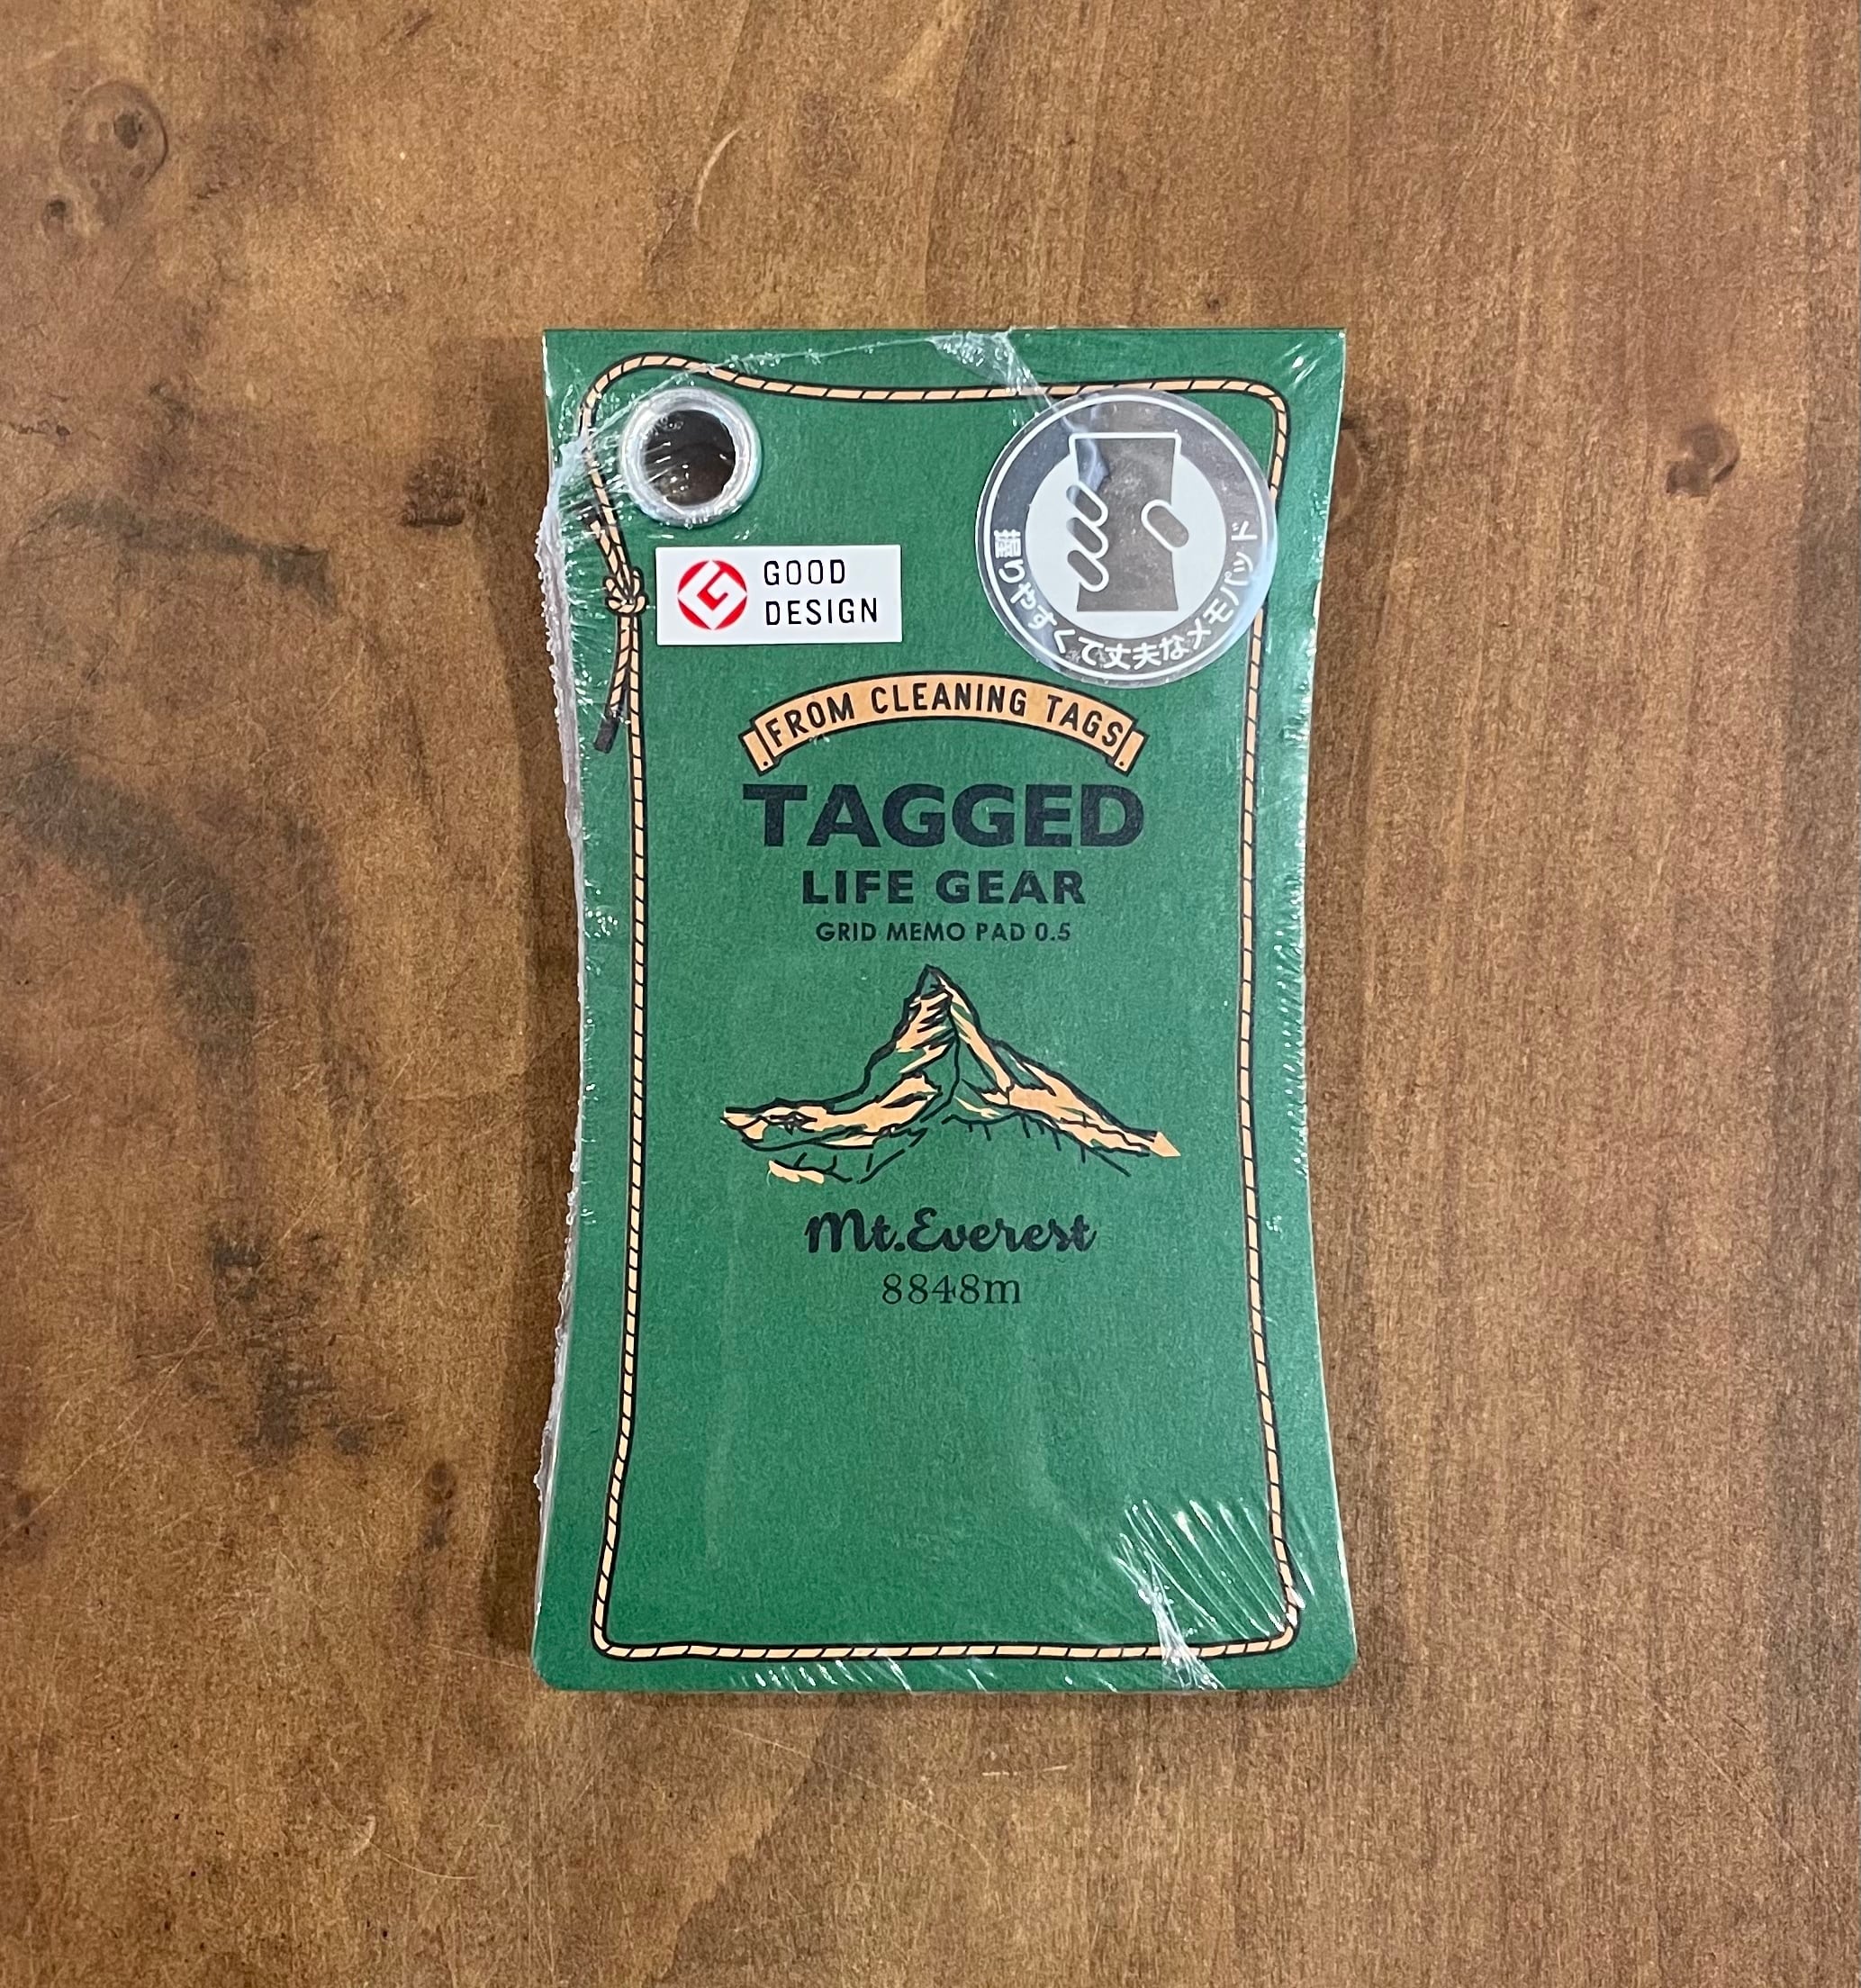 GOOD
DESIGN
握りやすくて丈夫なメモパッド
FROM CLEANING TAGS
TAGGED
LIFE GEAR
GRID MEMO PAD 0.5
Mt.Everest
8848m